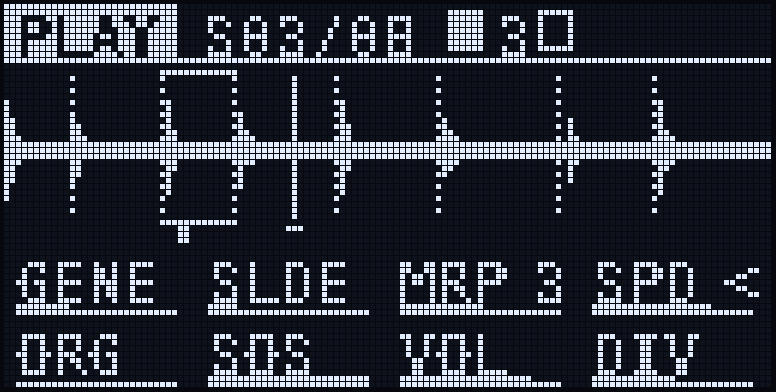 PLAY S03/08 3
GENE SLDE MRP 3 SPD <
ORG SOS VOL DIV